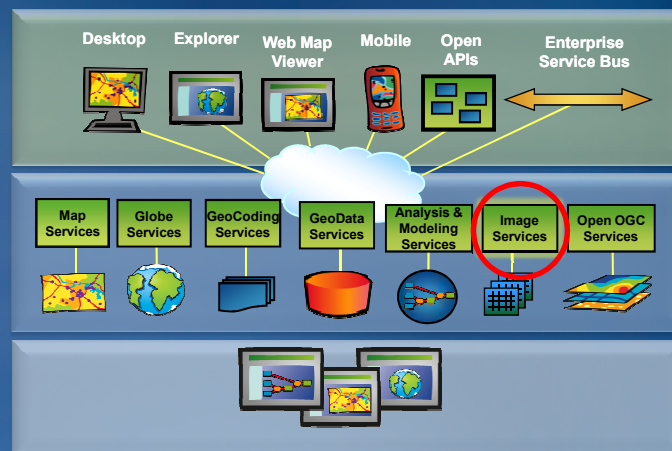 Desktop
Explorer
Web Map
Viewer
Mobile
Open
APIs
Enterprise
Service Bus
Map
Services
Globe
Services
GeoCoding
Services
GeoData
Services
Analysis &
Modeling
Services
Image
Services
Open OGC
Services